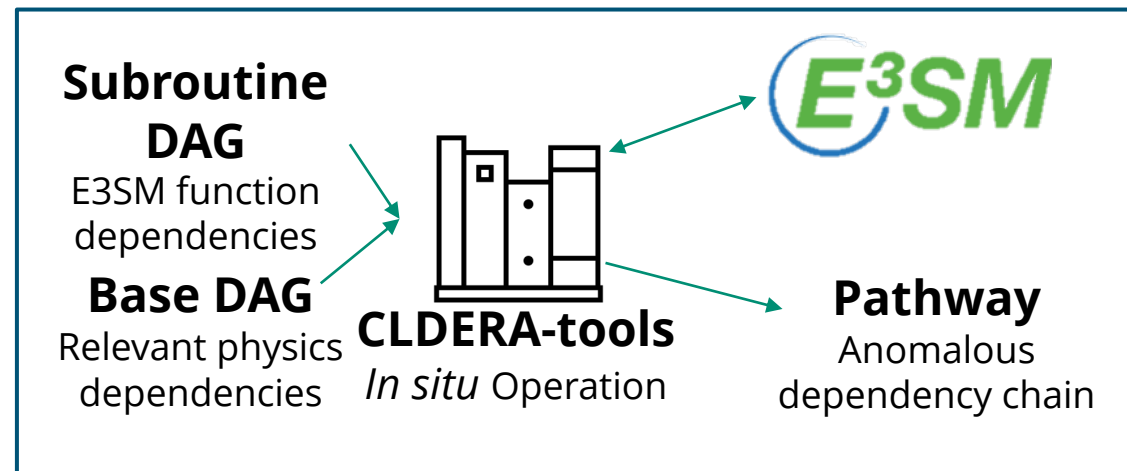 Subroutine
DAG
E3SM function
dependencies
Base DAG
Relevant physics
dependencies
CLDERA-tools
In situ Operation
E³SM
Pathway
Anomalous
dependency chain